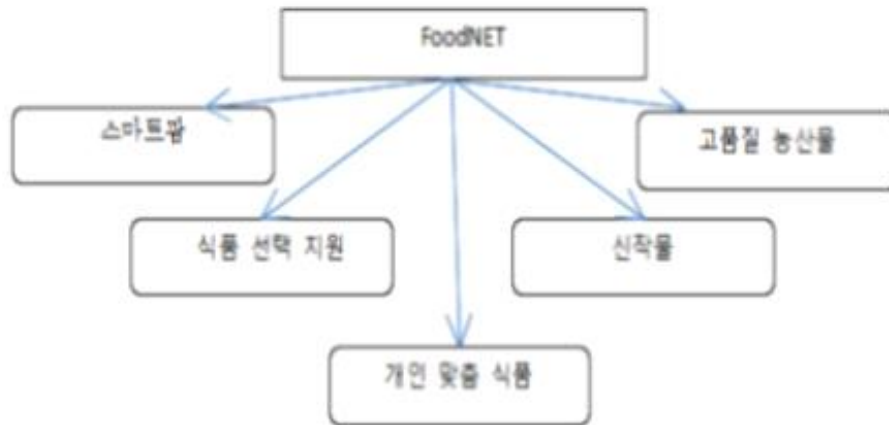 FoodNET
스마트팜
고품질 농산물
식품 선택 지원
신작물
개인 맞춤 식품